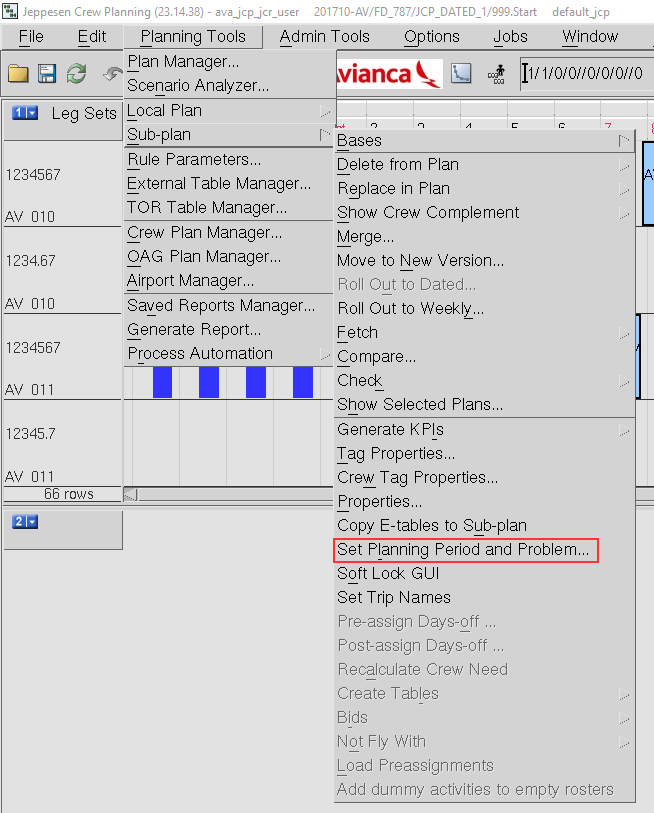 Jeppesen Crew Planning (23.14.38) - ava_jcp_jcr_user 201710-AV/FD_787/JCP_DATED_1/999.Start default_jcp
File Edit Planning Tools Admin Tools Options Jobs Window
Plan Manager...
Scenario Analyzer...
Local Plan
Sub-plan
Rule Parameters...
External Table Manager...
TOR Table Manager...
Crew Plan Manager...
OAG Plan Manager...
Airport Manager...
Saved Reports Manager...
Generate Report...
Process Automation
Avianca
1/1/0/0//0/0/0//0
1 Leg Sets
3 4 5 6 7 8
1234567
AV 010
1234.67
AV 010
1234567
AV 011
12345.7
AV 011
66 rows
2
Bases
Delete from Plan
Replace in Plan
Show Crew Complement
Merge...
Move to New Version...
Roll Out to Dated...
Roll Out to Weekly...
Fetch
Compare...
Check
Show Selected Plans...
Generate KPIs
Tag Properties...
Crew Tag Properties...
Properties...
Copy E-tables to Sub-plan
Set Planning Period and Problem...
Soft Lock GUI
Set Trip Names
Pre-assign Days-off ...
Post-assign Days-off ...
Recalculate Crew Need
Create Tables
Bids
Not Fly With
Load Preassignments
Add dummy activities to empty rosters